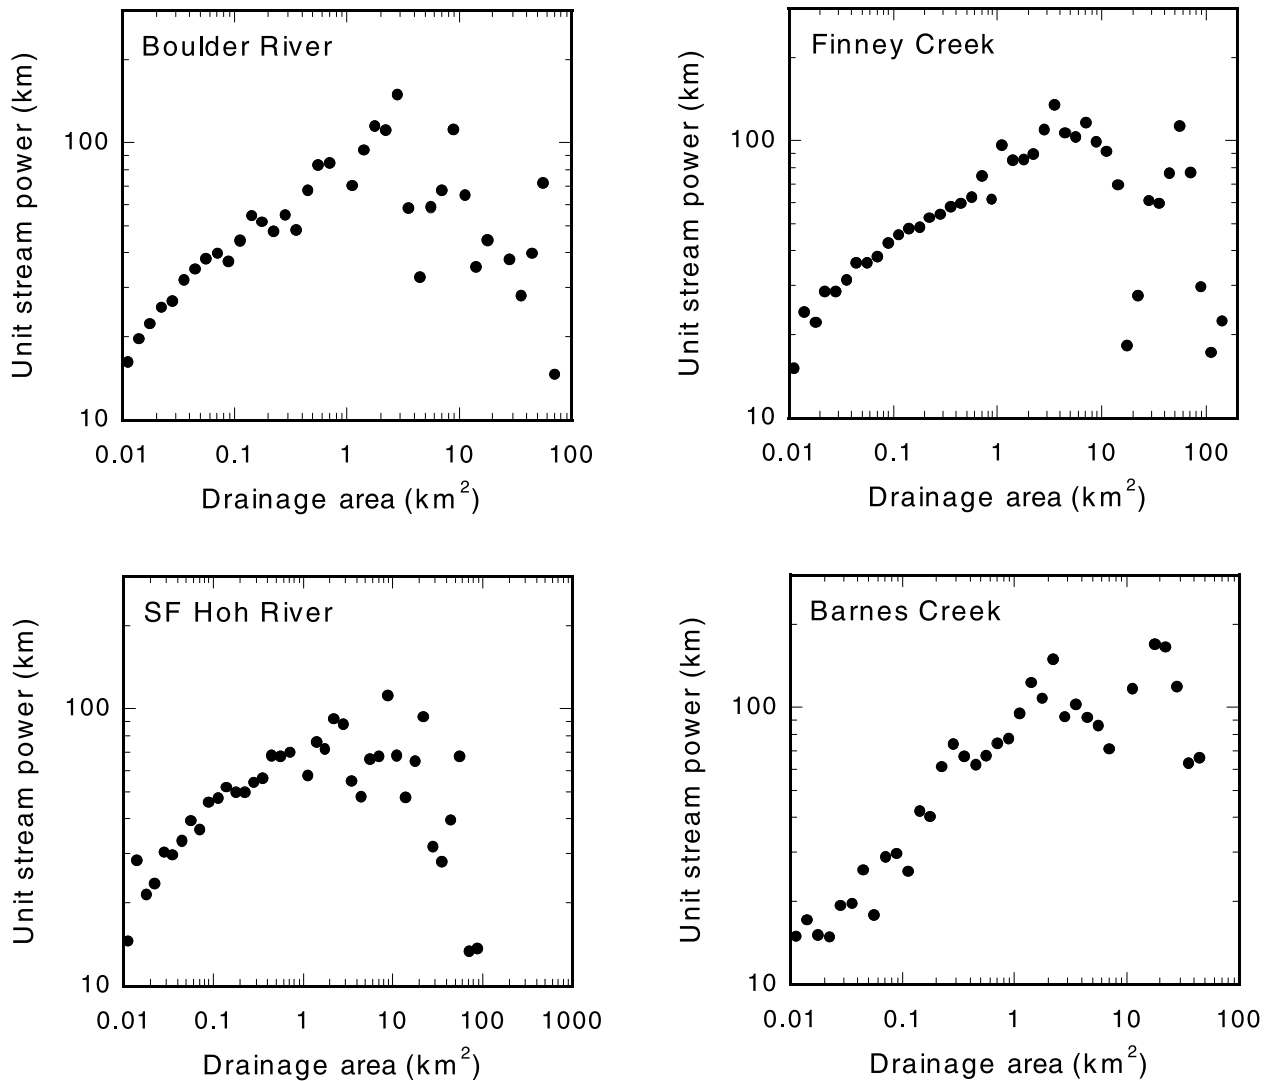 Boulder River
Unit stream power (km)
100
10
0.01 0.1 1 10 100
Drainage area (km²)
Finney Creek
Unit stream power (km)
100
10
0.01 0.1 1 10 100
Drainage area (km²)
SF Hoh River
Unit stream power (km)
100
10
0.01 0.1 1 10 100 1000
Drainage area (km²)
Barnes Creek
Unit stream power (km)
100
10
0.01 0.1 1 10 100
Drainage area (km²)